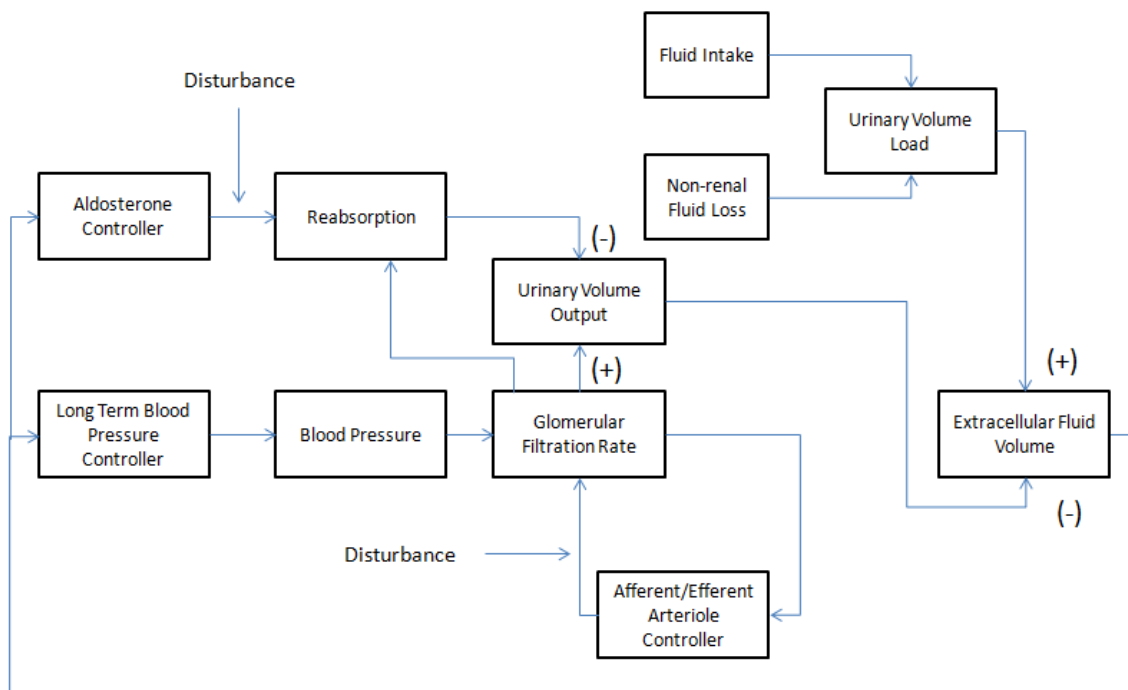 Fluid Intake
Disturbance
Urinary Volume
Load
Aldosterone
Controller
Reabsorption
Non-renal
Fluid Loss
(-)
Urinary Volume
Output
(+)
(+)
Long Term Blood
Pressure
Controller
Blood Pressure
Glomerular
Filtration Rate
Extracellular Fluid
Volume
(-)
Disturbance
Afferent/Efferent
Arteriole
Controller